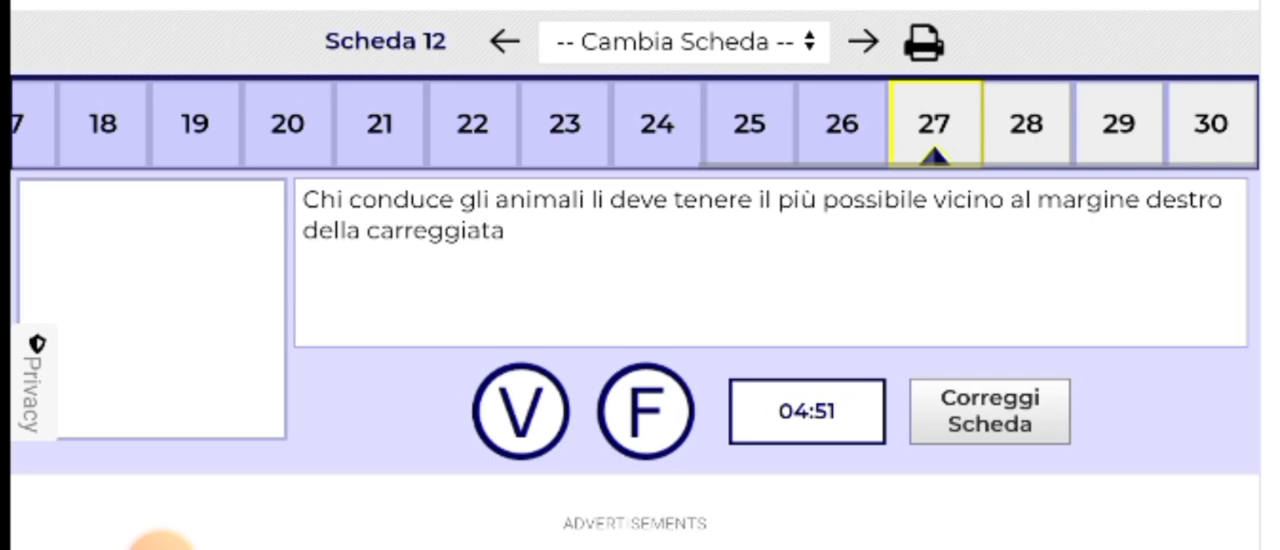 Scheda 12 ← -- Cambia Scheda -- →
7 18 19 20 21 22 23 24 25 26 27 28 29 30
Chi conduce gli animali li deve tenere il più possibile vicino al margine destro
della carreggiata
Privacy
V F 04:51 Correggi
Scheda
ADVERTISEMENTS